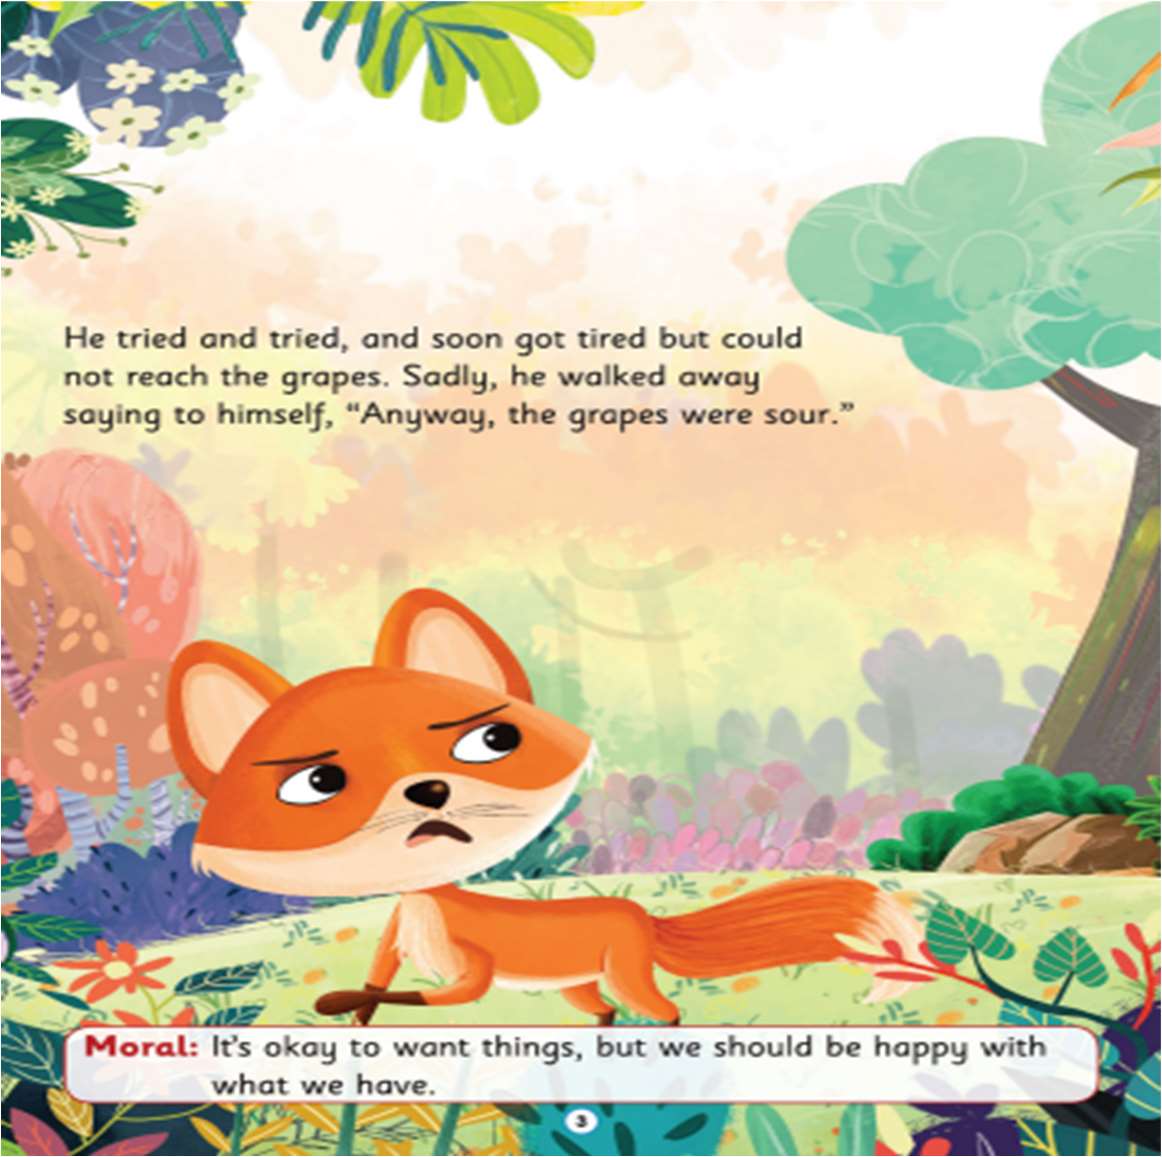 He tried and tried, and soon got tired but could
not reach the grapes. Sadly, he walked away
saying to himself, “Anyway, the grapes were sour.”
Moral: It's okay to want things, but we should be happy with
what we have.
3